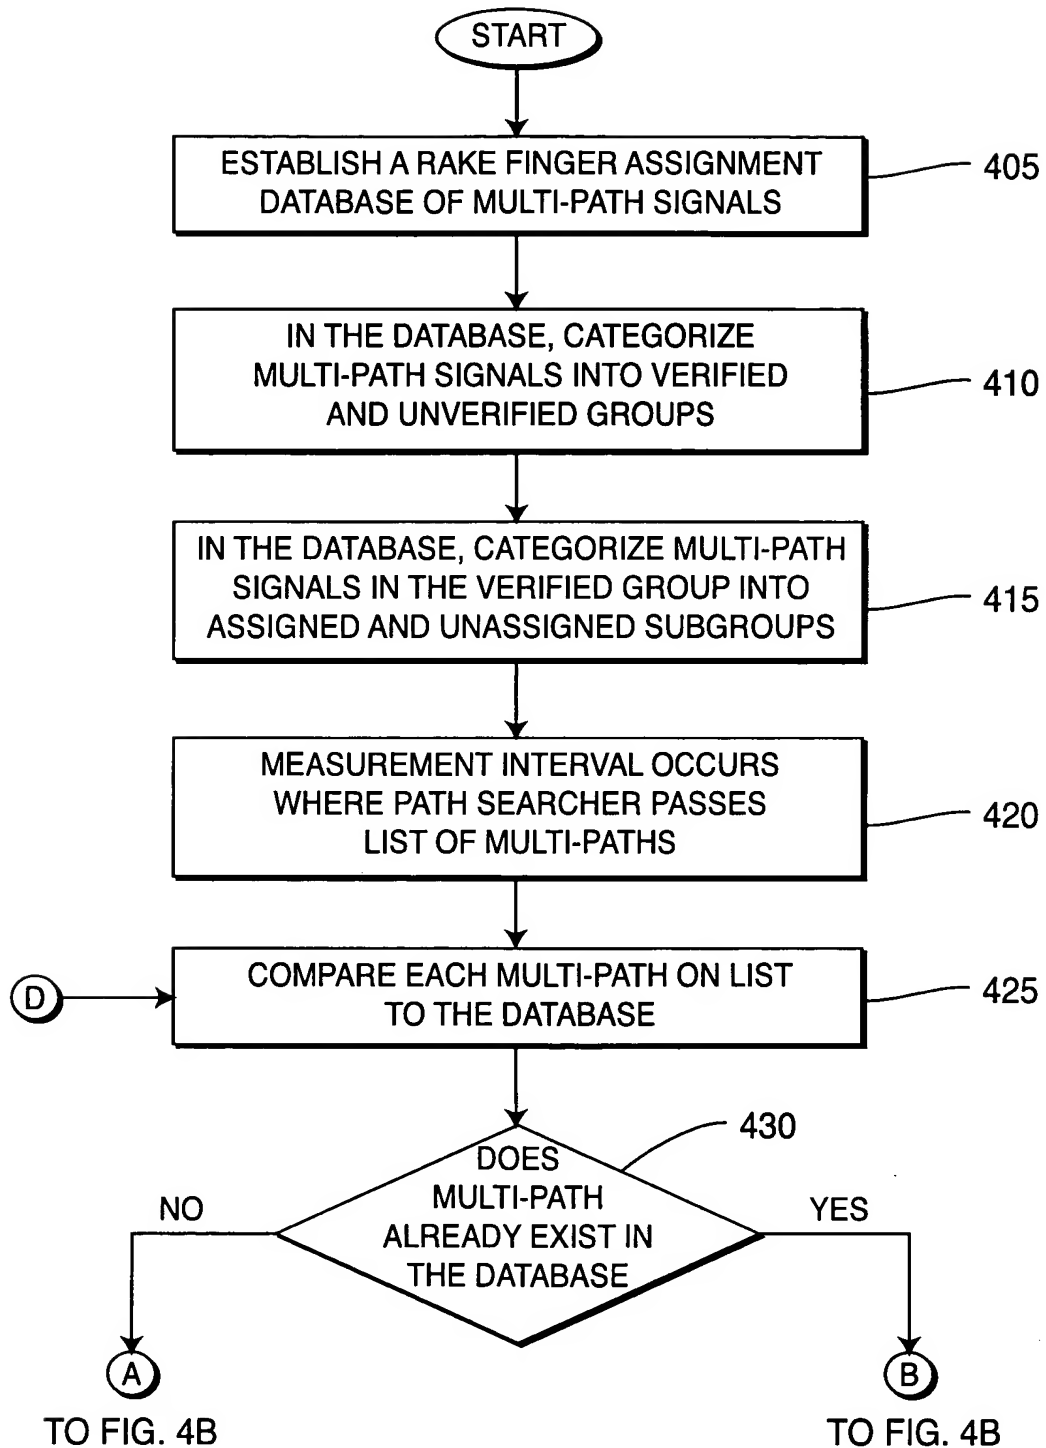 START
ESTABLISH A RAKE FINGER ASSIGNMENT
DATABASE OF MULTI-PATH SIGNALS
405
IN THE DATABASE, CATEGORIZE
MULTI-PATH SIGNALS INTO VERIFIED
AND UNVERIFIED GROUPS
410
IN THE DATABASE, CATEGORIZE MULTI-PATH
SIGNALS IN THE VERIFIED GROUP INTO
ASSIGNED AND UNASSIGNED SUBGROUPS
415
MEASUREMENT INTERVAL OCCURS
WHERE PATH SEARCHER PASSES
LIST OF MULTI-PATHS
420
D
COMPARE EACH MULTI-PATH ON LIST
TO THE DATABASE
425
430
DOES
MULTI-PATH
ALREADY EXIST IN
THE DATABASE
NO
YES
A
B
TO FIG. 4B
TO FIG. 4B